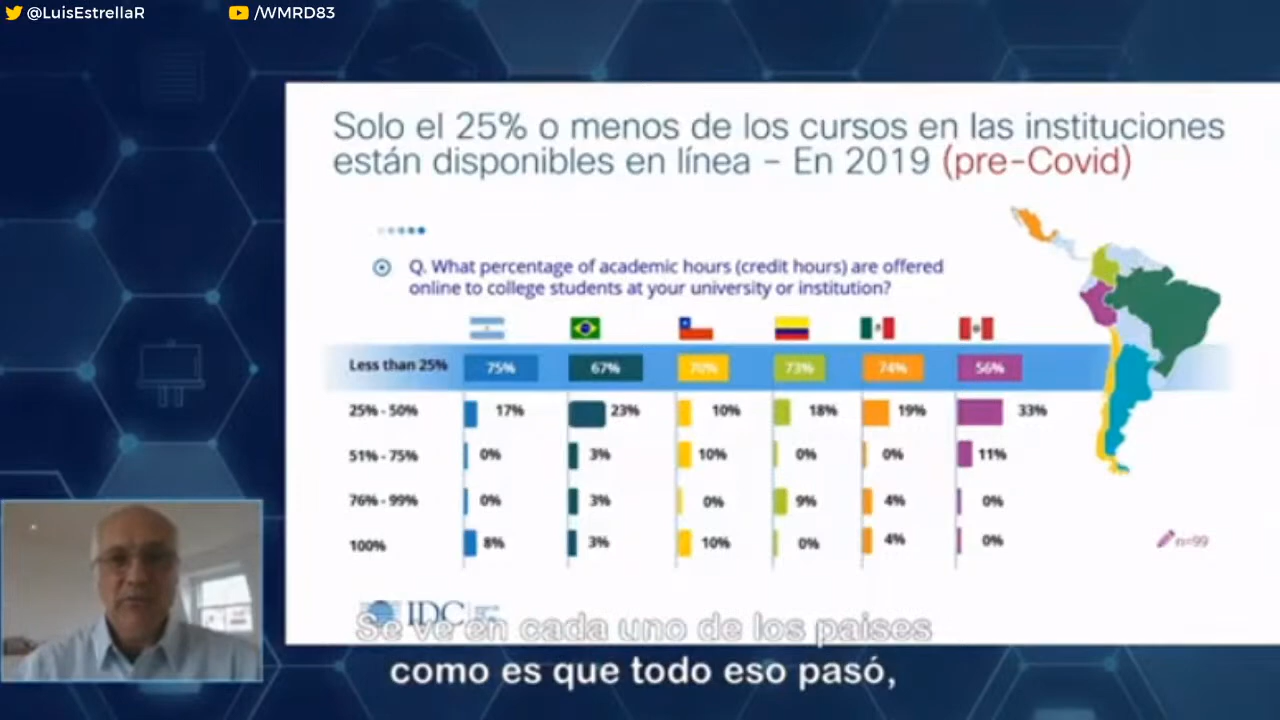 @LuisEstrellaR
/WMRD83
Solo el 25% o menos de los cursos en las instituciones
están disponibles en línea – En 2019 (pre-Covid)
Q. What percentage of academic hours (credit hours) are offered
online to college students at your university or institution?
Less than 25% 75% 67% 70% 73% 74% 56%
25% - 50% 17% 23% 10% 18% 19% 33%
51% - 75% 0% 3% 10% 0% 0% 11%
76% - 99% 0% 3% 0% 9% 4% 0%
100% 8% 3% 10% 0% 4% 0%
n=99
IDC
Se ve en cada uno de los paises
como es que todo eso pasó,